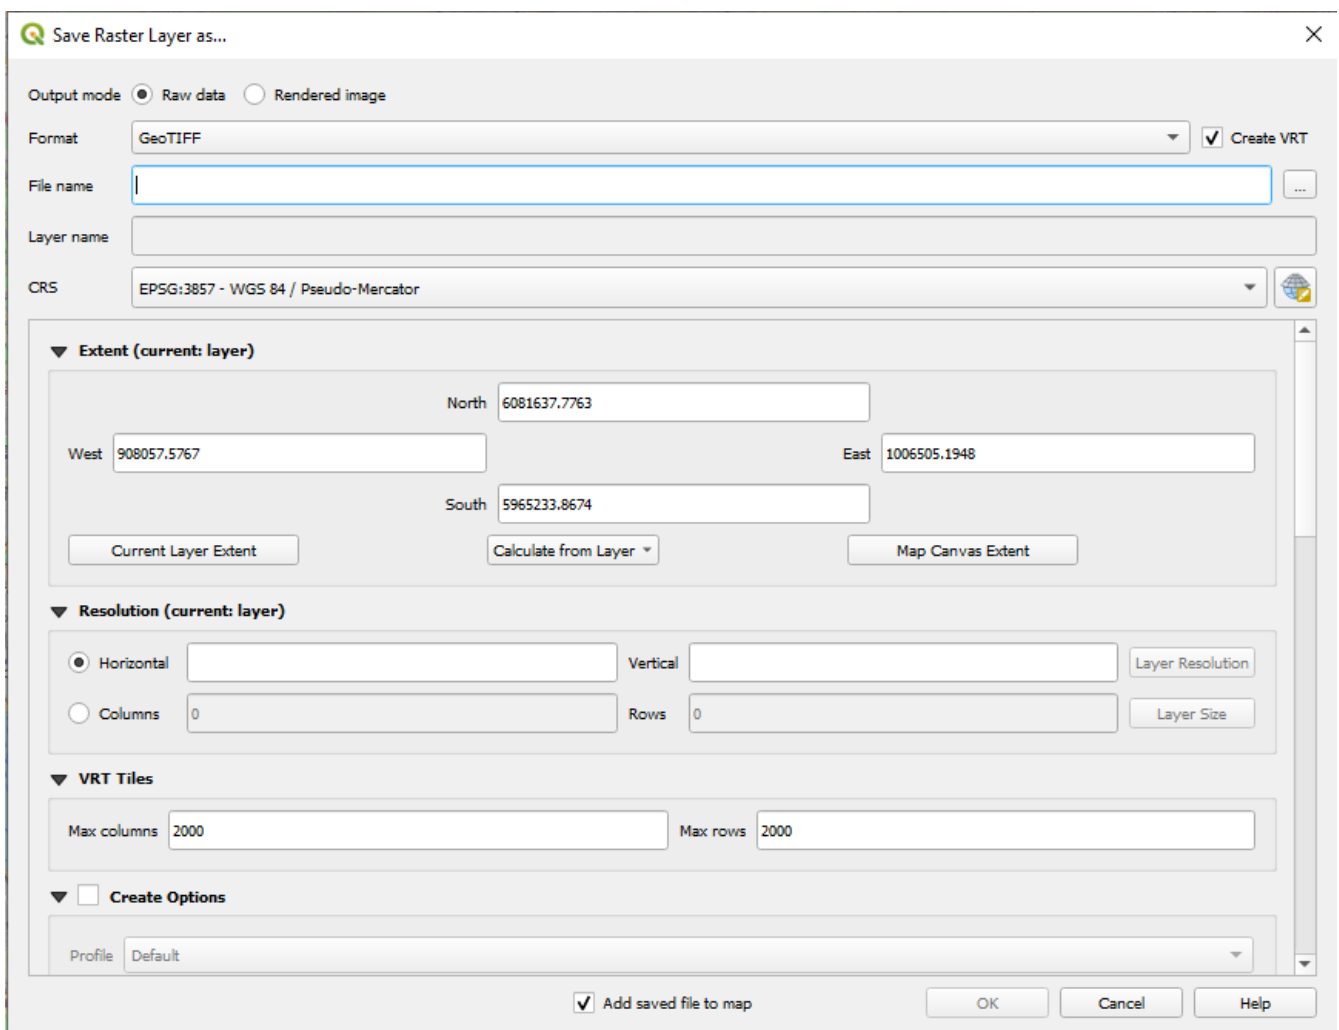 Save Raster Layer as...
Output mode Raw data Rendered image
Format GeoTIFF Create VRT
File name ...
Layer name
CRS EPSG:3857 - WGS 84 / Pseudo-Mercator
Extent (current: layer)
North 6081637.7763
West 908057.5767 East 1006505.1948
South 5965233.8674
Current Layer Extent Calculate from Layer Map Canvas Extent
Resolution (current: layer)
Horizontal Vertical Layer Resolution
Columns 0 Rows 0 Layer Size
VRT Tiles
Max columns 2000 Max rows 2000
Create Options
Profile Default
Add saved file to map OK Cancel Help